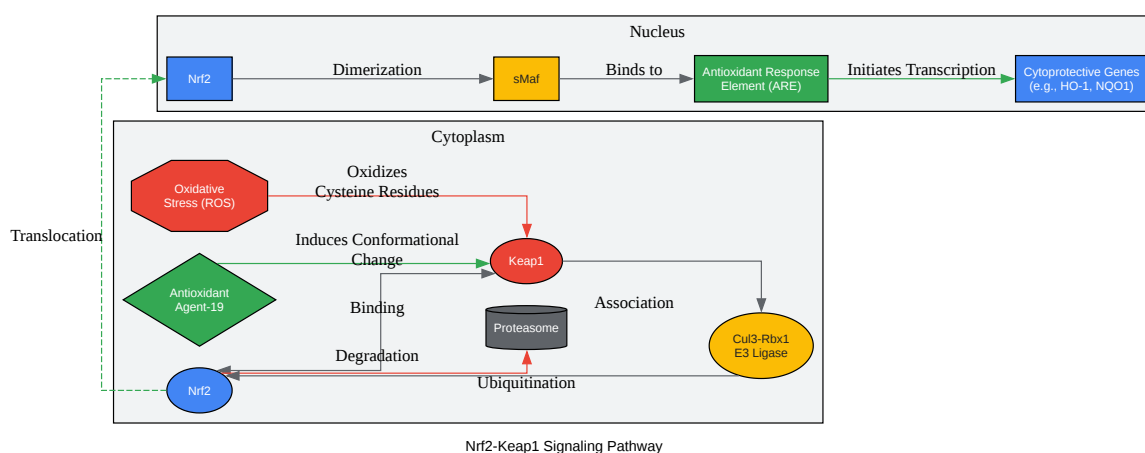 Nucleus
Nrf2
Dimerization
sMaf
Binds to
Antioxidant Response
Element (ARE)
Initiates Transcription
Cytoprotective Genes
(e.g., HO-1, NQO1)
Cytoplasm
Oxidative
Stress (ROS)
Oxidizes
Cysteine Residues
Translocation
Induces Conformational
Change
Keap1
Antioxidant
Agent-19
Binding
Association
Proteasome
Cul3-Rbx1
E3 Ligase
Degradation
Ubiquitination
Nrf2
Nrf2-Keap1 Signaling Pathway